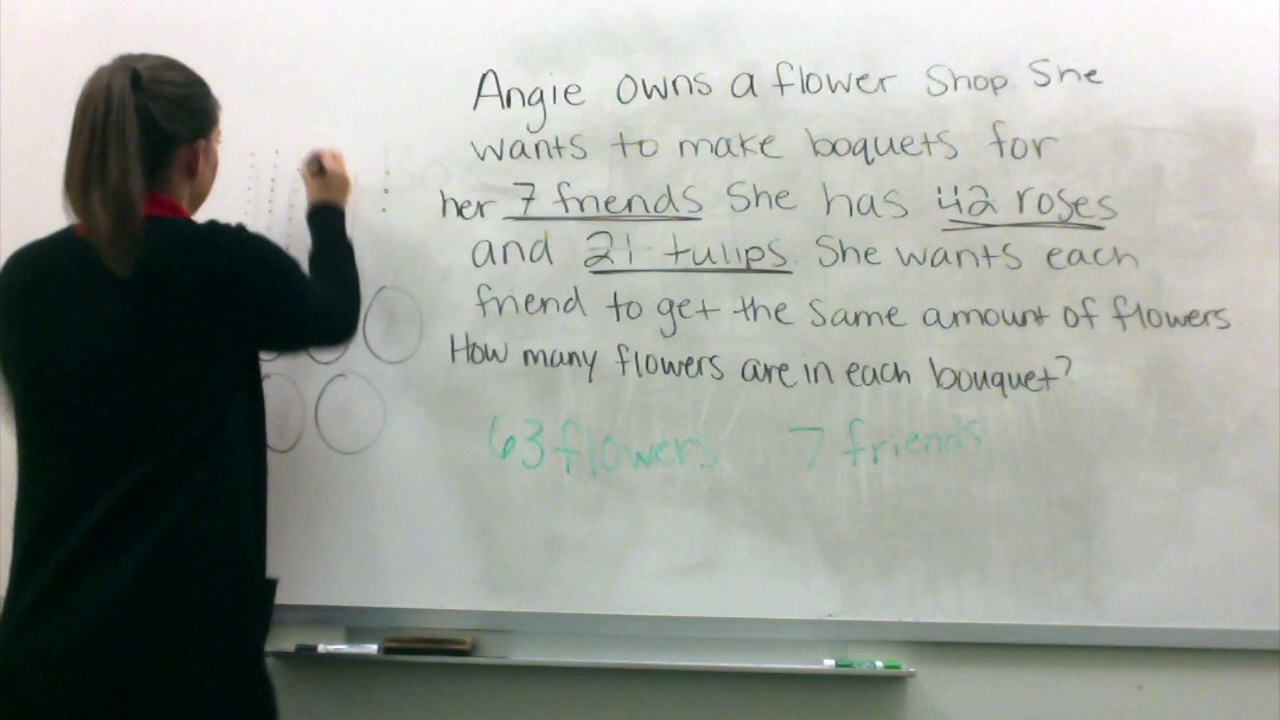 Angie owns a flower Shop. She
wants to make boquets for
her 7 friends She has 42 roses
and 21 tulips. She wants each
friend to get the same amount of flowers
How many flowers are in each bouquet?
63 flowers 7 friends